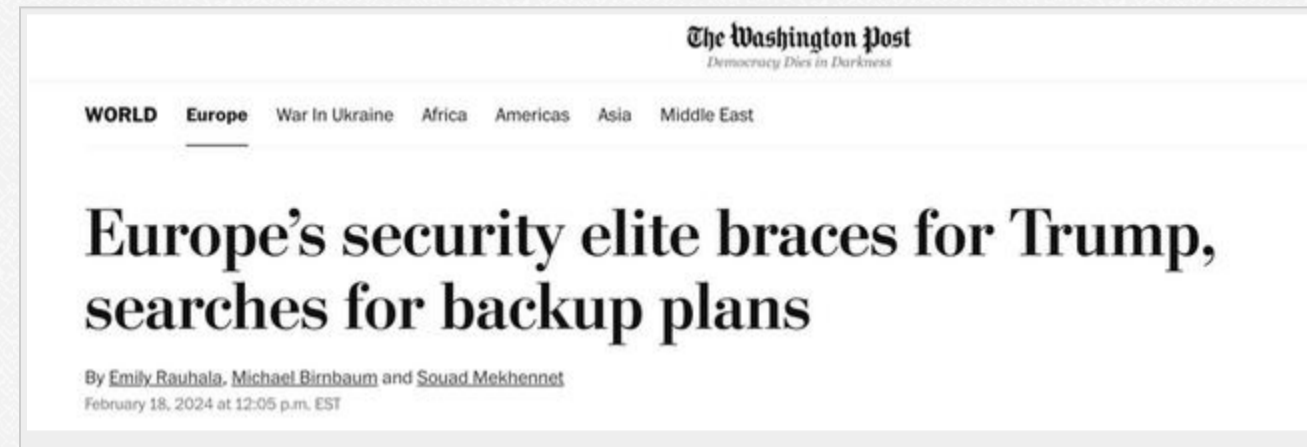 The Washington Post
Democracy Dies in Darkness
WORLD Europe War In Ukraine Africa Americas Asia Middle East
Europe’s security elite braces for Trump,
searches for backup plans
By Emily Rauhala, Michael Birnbaum and Souad Mekhennet
February 18, 2024 at 12:05 p.m. EST